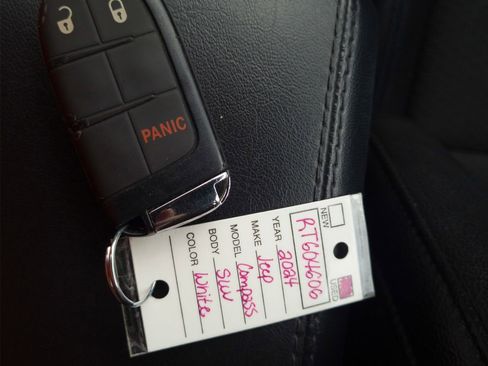 PANIC
NEW
USED
RT604606
YEAR 2024
MAKE Jeep
MODEL Compass
BODY SUV
COLOR White